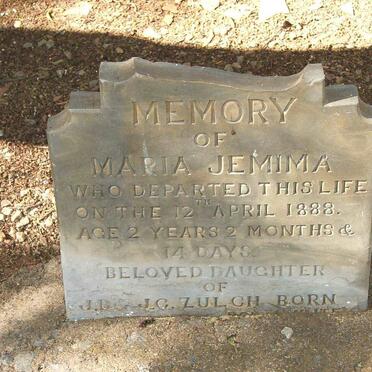 MEMORY
OF
MARIA JEMIMA
WHO DEPARTED THIS LIFE
ON THE 12TH APRIL 1888.
AGE 2 YEARS 2 MONTHS &
14 DAYS.
BELOVED DAUGHTER
OF
J.G. ZULCH BORN